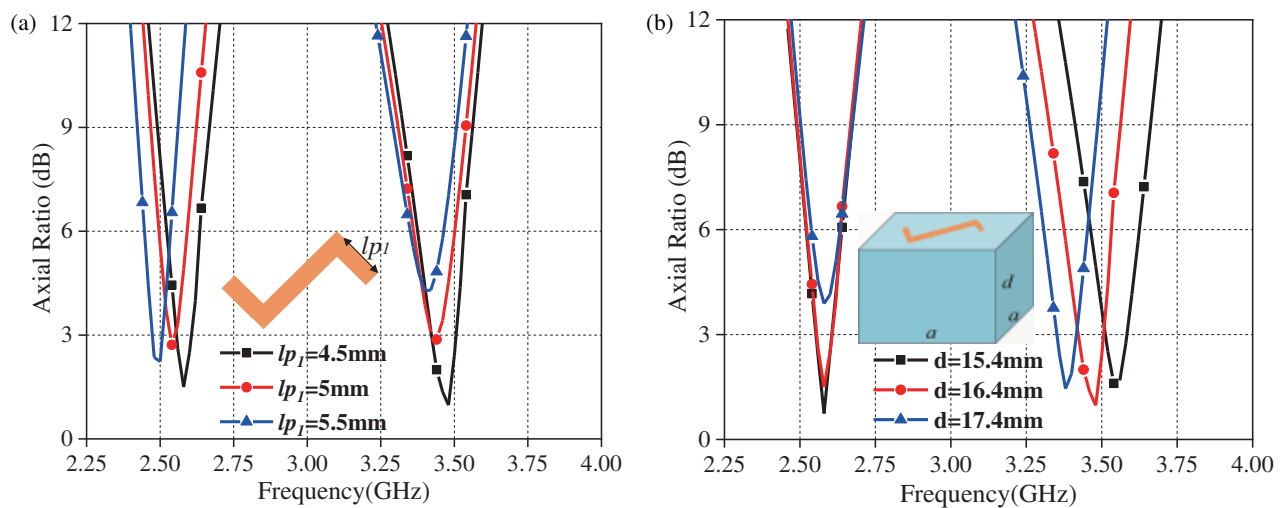 (a)
12
9
6
3
0
Axial Ratio (dB)
lp1
lp1=4.5mm
lp1=5mm
lp1=5.5mm
2.25 2.50 2.75 3.00 3.25 3.50 3.75 4.00
Frequency(GHz)
(b)
12
9
6
3
0
Axial Ratio (dB)
d
a
a
d=15.4mm
d=16.4mm
d=17.4mm
2.25 2.50 2.75 3.00 3.25 3.50 3.75 4.00
Frequency(GHz)